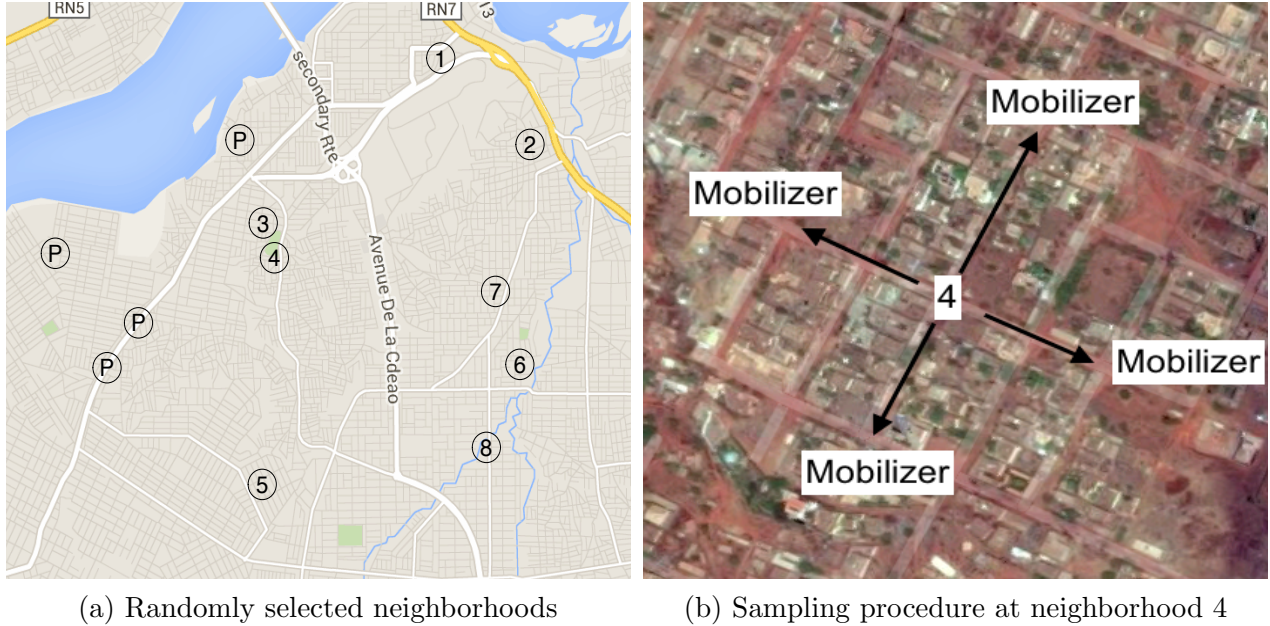 RN5
RN7
13
1
secondary Rte
P
2
3
4
P
Avenue De La Cdeao
7
P
6
P
8
5
Mobilizer
Mobilizer
4
Mobilizer
Mobilizer
(a) Randomly selected neighborhoods
(b) Sampling procedure at neighborhood 4